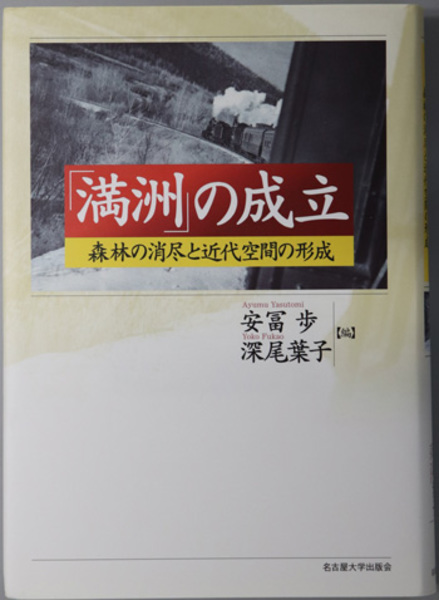 「満洲」の成立
森林の消尽と近代空間の形成
Ayumu Yasutomi
安冨 歩
Yoko Fukao
深尾葉子
【編】
名古屋大学出版会